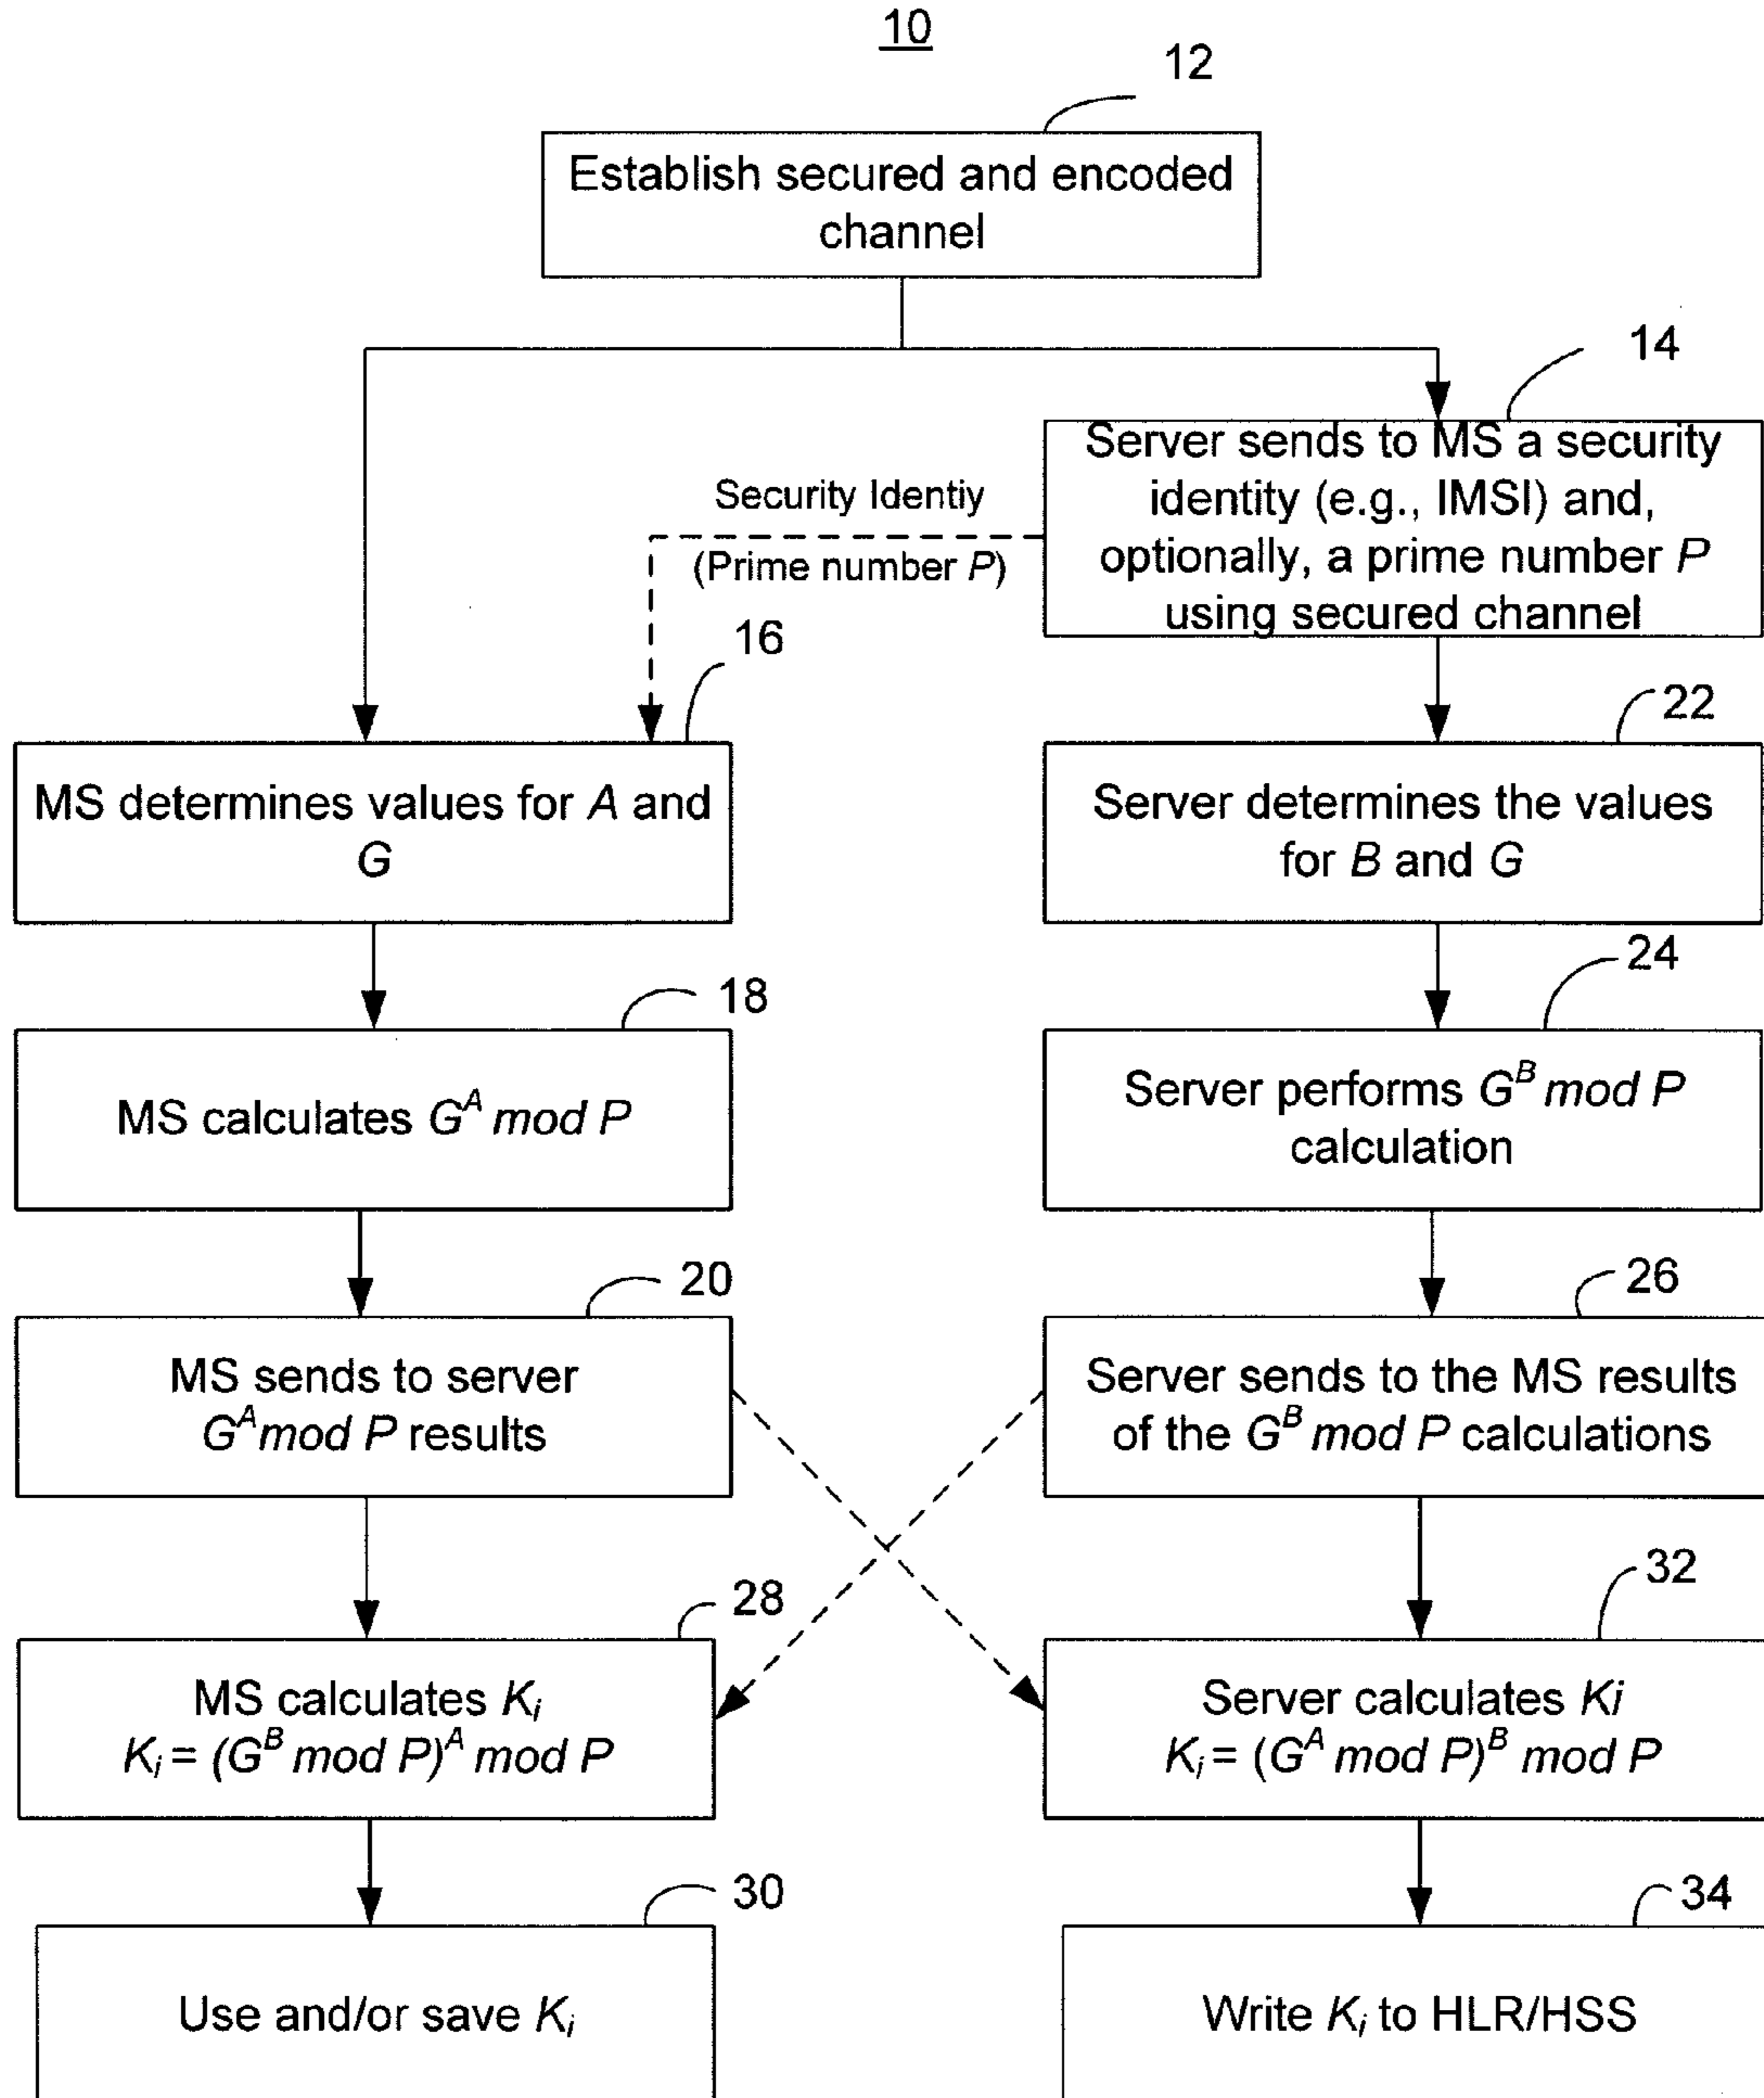 10
12
Establish secured and encoded
channel
14
Server sends to MS a security
identity (e.g., IMSI) and,
optionally, a prime number P
using secured channel
Security Identiy
(Prime number P)
16
MS determines values for A and
G
22
Server determines the values
for B and G
18
MS calculates G^A mod P
24
Server performs G^B mod P
calculation
20
MS sends to server
G^A mod P results
26
Server sends to the MS results
of the G^B mod P calculations
28
MS calculates K_i
K_i = (G^B mod P)^A mod P
32
Server calculates Ki
K_i = (G^A mod P)^B mod P
30
Use and/or save K_i
34
Write K_i to HLR/HSS